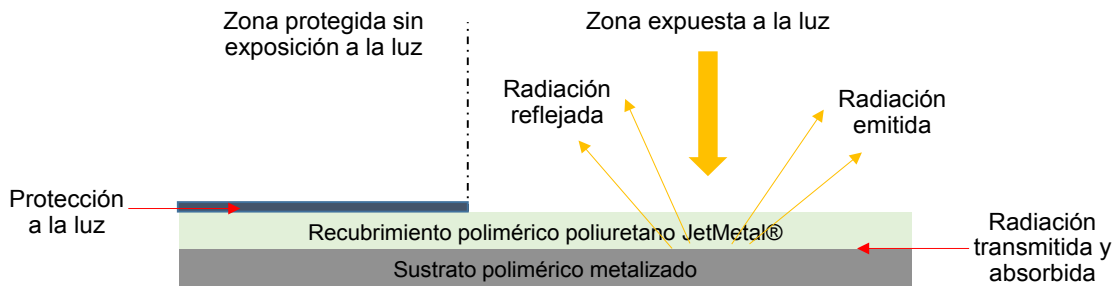 Zona protegida sin
exposición a la luz
Zona expuesta a la luz
Radiación
reflejada
Radiación
emitida
Protección
a la luz
Recubrimiento polimérico poliuretano JetMetal®
Radiación
transmitida y
absorbida
Sustrato polimérico metalizado